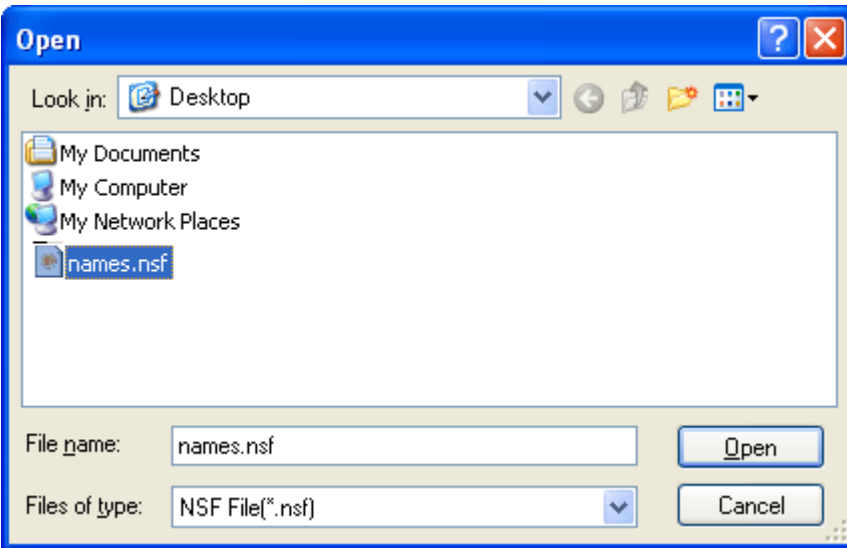 Open
Look in: Desktop
My Documents
My Computer
My Network Places
names.nsf
File name: names.nsf Open
Files of type: NSF File(*.nsf) Cancel